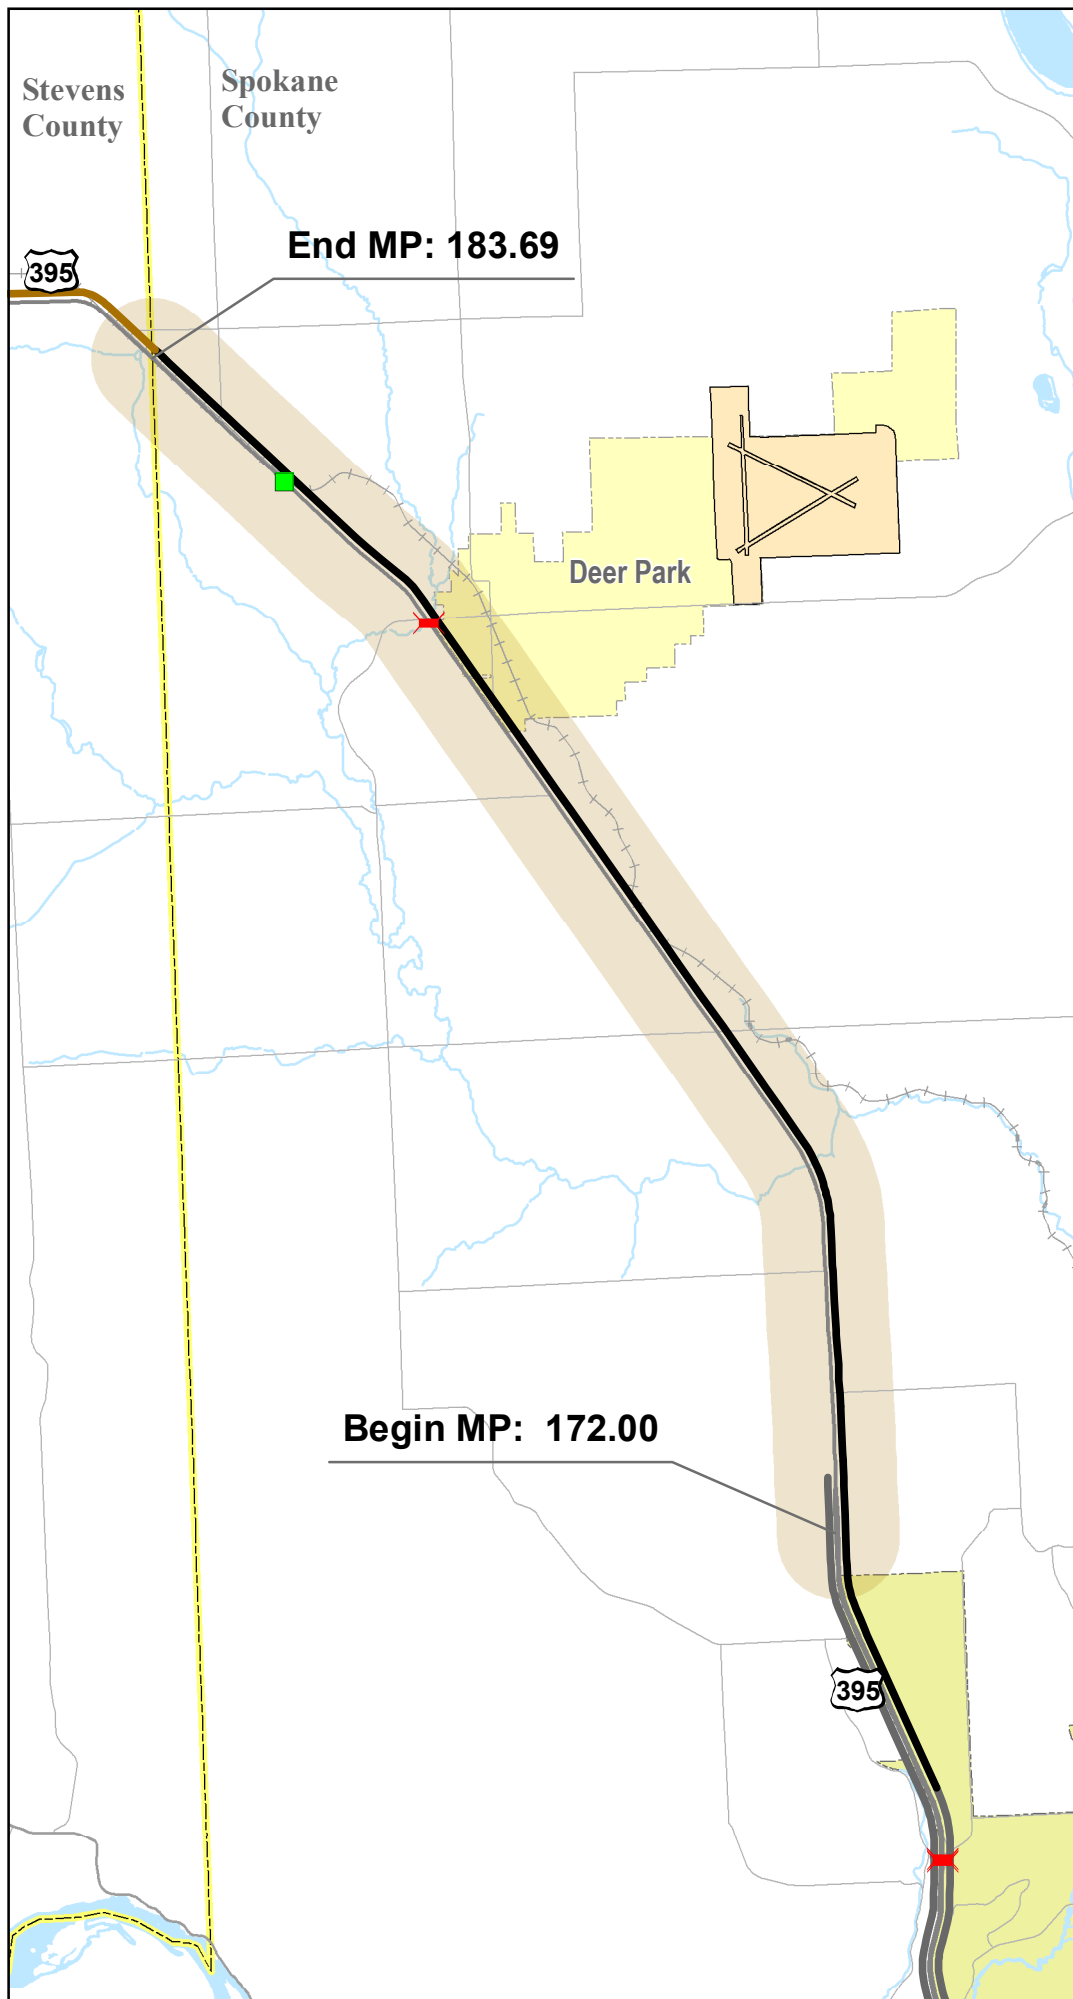 Stevens
County
Spokane
County
End MP: 183.69
395
Deer Park
Begin MP:  172.00
395